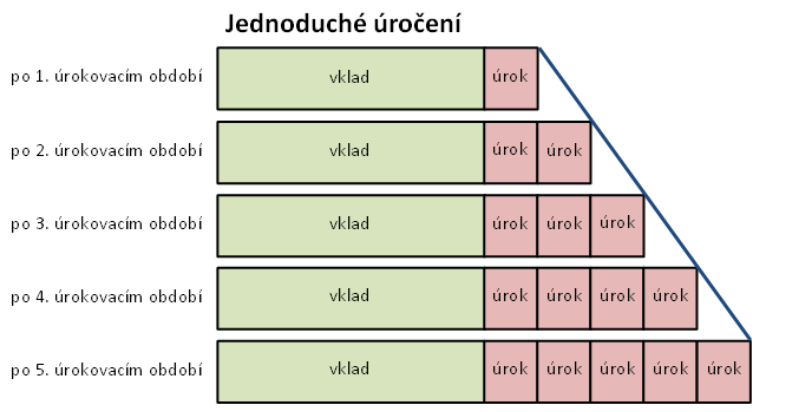 Jednoduché úročení
po 1. úrokovacím období vklad úrok
po 2. úrokovacím období vklad úrok úrok
po 3. úrokovacím období vklad úrok úrok úrok
po 4. úrokovacím období vklad úrok úrok úrok úrok
po 5. úrokovacím období vklad úrok úrok úrok úrok úrok